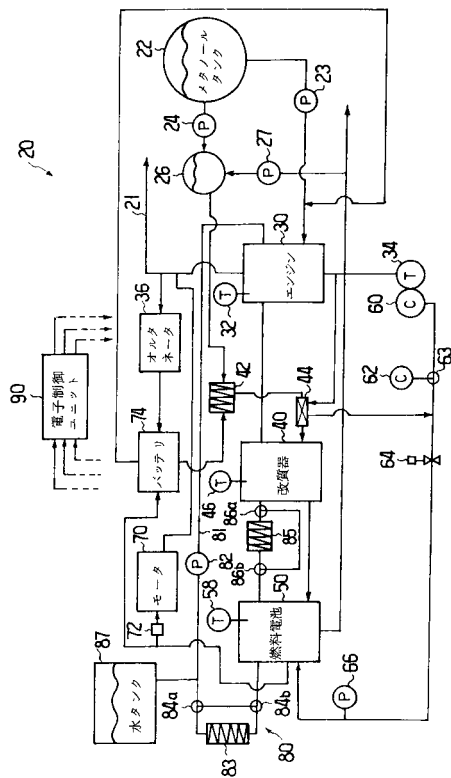 20
90
電子制御
ユニット
21
22
メタノール
タンク
24
P
26
36
オルタ
ネータ
74
バッテリ
70
モータ
72
87
水タンク
23
P
27
P
30
エンジン
32
T
42
44
40
改質器
46
T
81
82
P
86a
85
86b
50
燃料電池
58
T
84a
84b
83
80
34
T
60
C
62
C
63
64
66
P